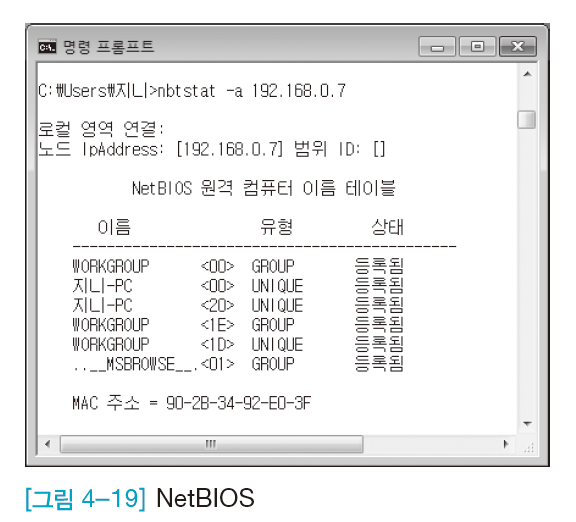 명령 프롬프트
C:₩Users₩지니>nbtstat -a 192.168.0.7
로컬 영역 연결:
노드 IpAddress: [192.168.0.7] 범위 ID: []
NetBIOS 원격 컴퓨터 이름 테이블
이름 유형 상태
---------------------------------------------
WORKGROUP <00> GROUP 등록됨
지니-PC <00> UNIQUE 등록됨
지니-PC <20> UNIQUE 등록됨
WORKGROUP <1E> GROUP 등록됨
WORKGROUP <1D> UNIQUE 등록됨
..__MSBROWSE__.<01> GROUP 등록됨
MAC 주소 = 90-2B-34-92-E0-3F
[그림 4-19] NetBIOS